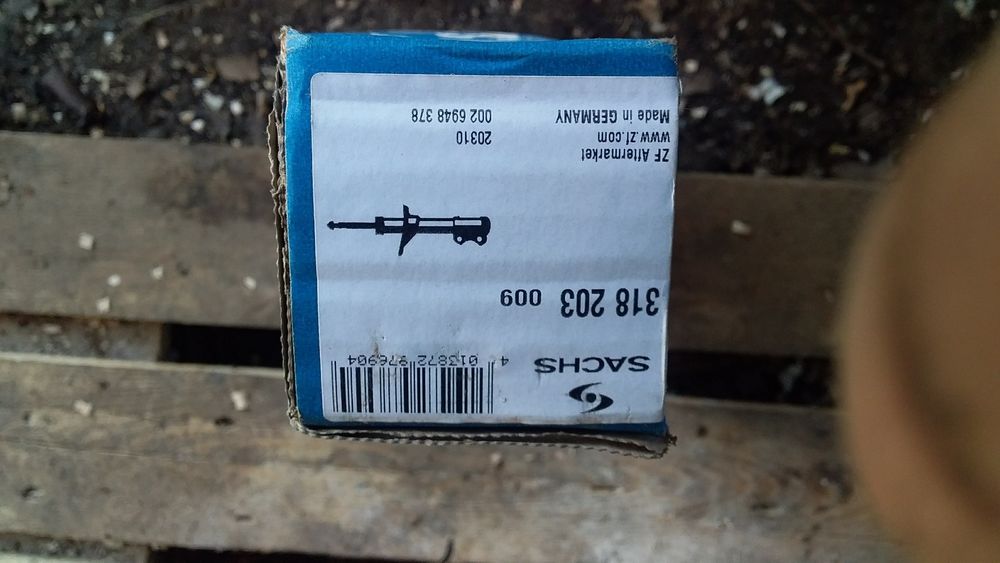 SACHS
4 013872 976904
318 203 009
ZF Aftermarket
www.zf.com
Made in GERMANY
20310
002 6948 378